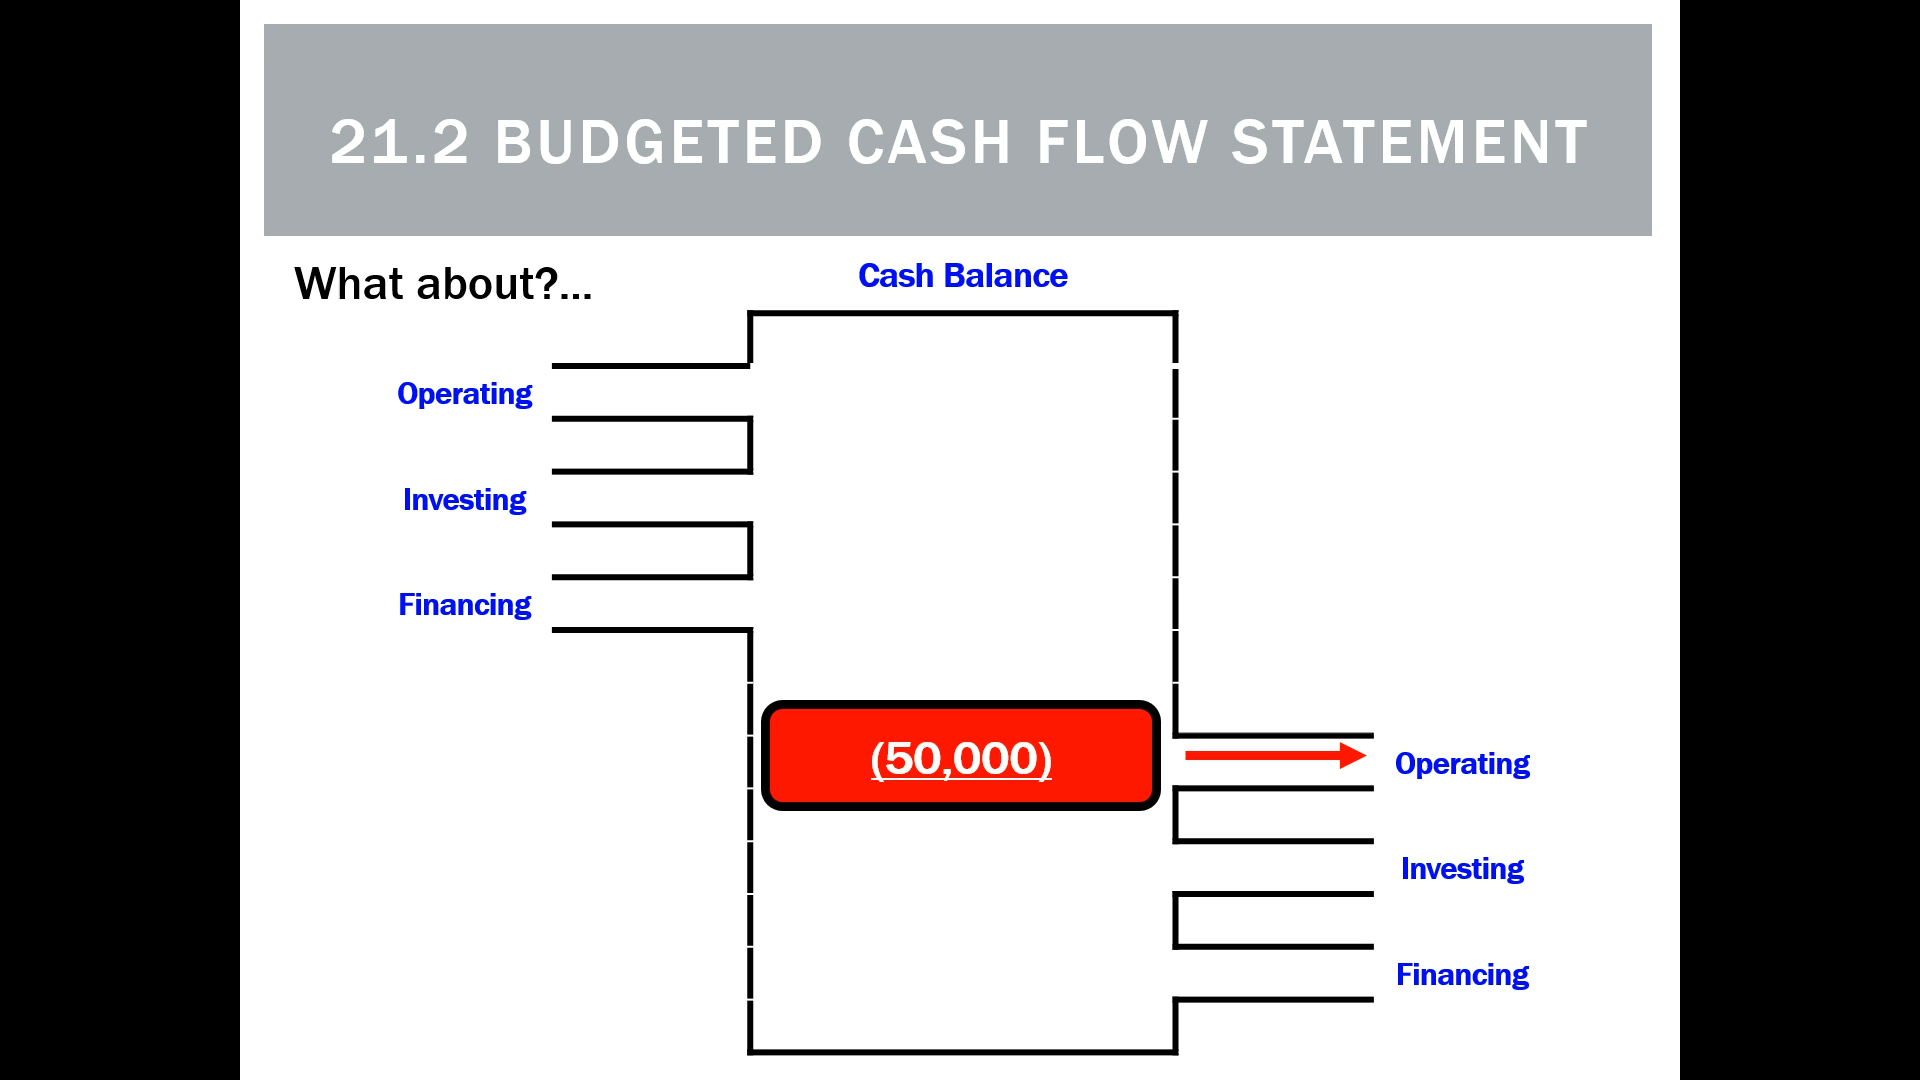 21.2 BUDGETED CASH FLOW STATEMENT
What about?...
Cash Balance
Operating
Investing
Financing
(50,000)
Operating
Investing
Financing